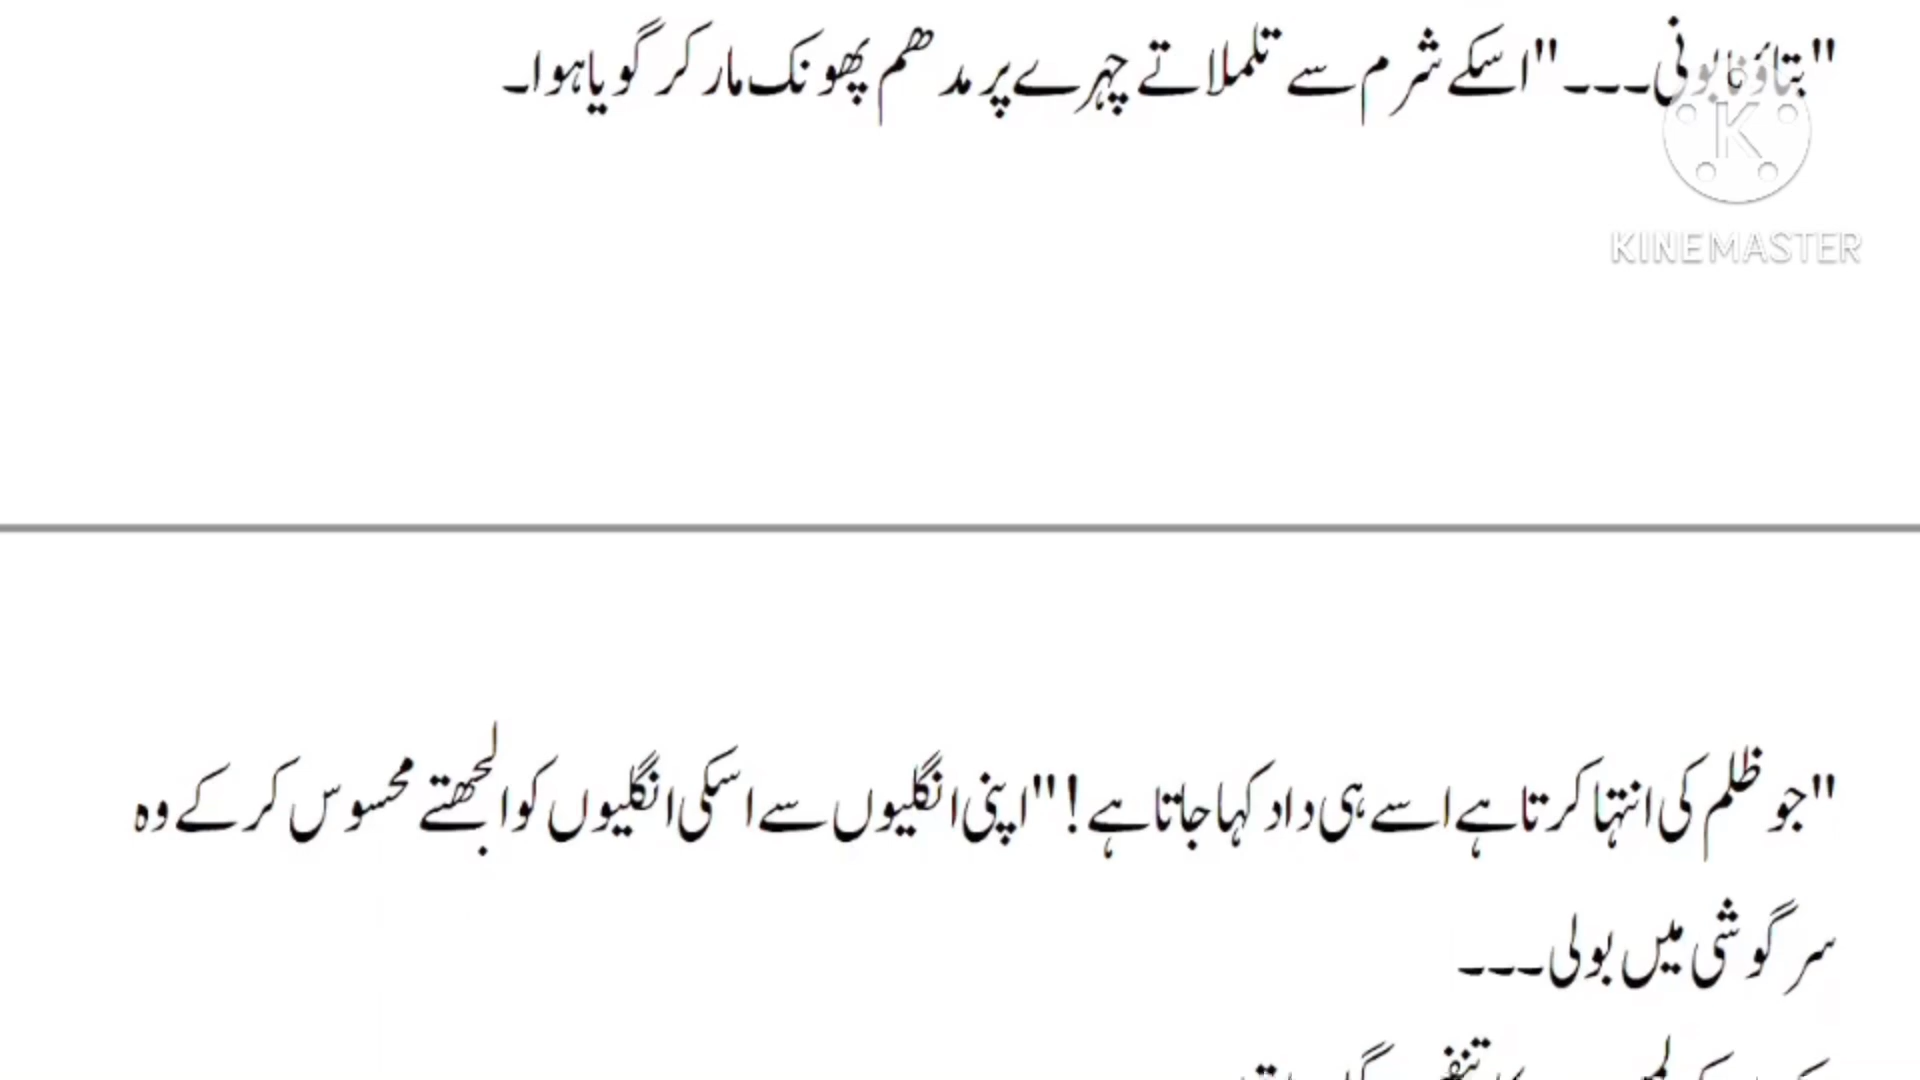 "بتاؤنا بونی۔۔۔" اسکے شرم سے تلملاتے چہرے پر مدھم پھونک مار کر گویا ہوا۔
KINEMASTER
"جو ظلم کی انتہا کرتا ہے اسے ہی داد کہا جاتا ہے!" اپنی انگلیوں سے اسکی انگلیوں کو الجھتے محسوس کر کے وہ
سرگوشی میں بولی۔۔۔